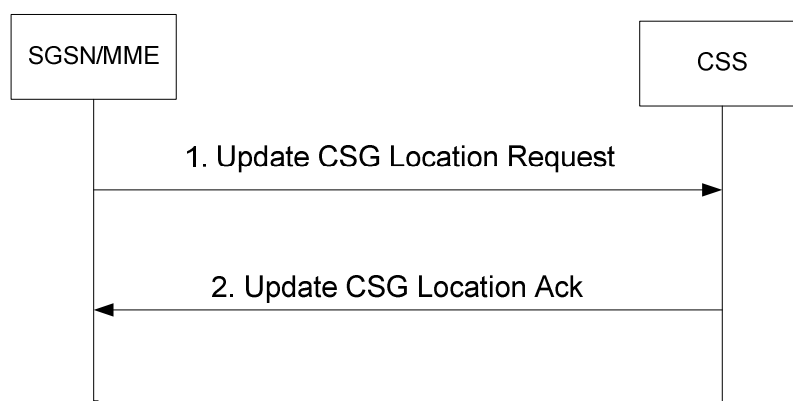 SGSN/MME
CSS
1. Update CSG Location Request
2. Update CSG Location Ack